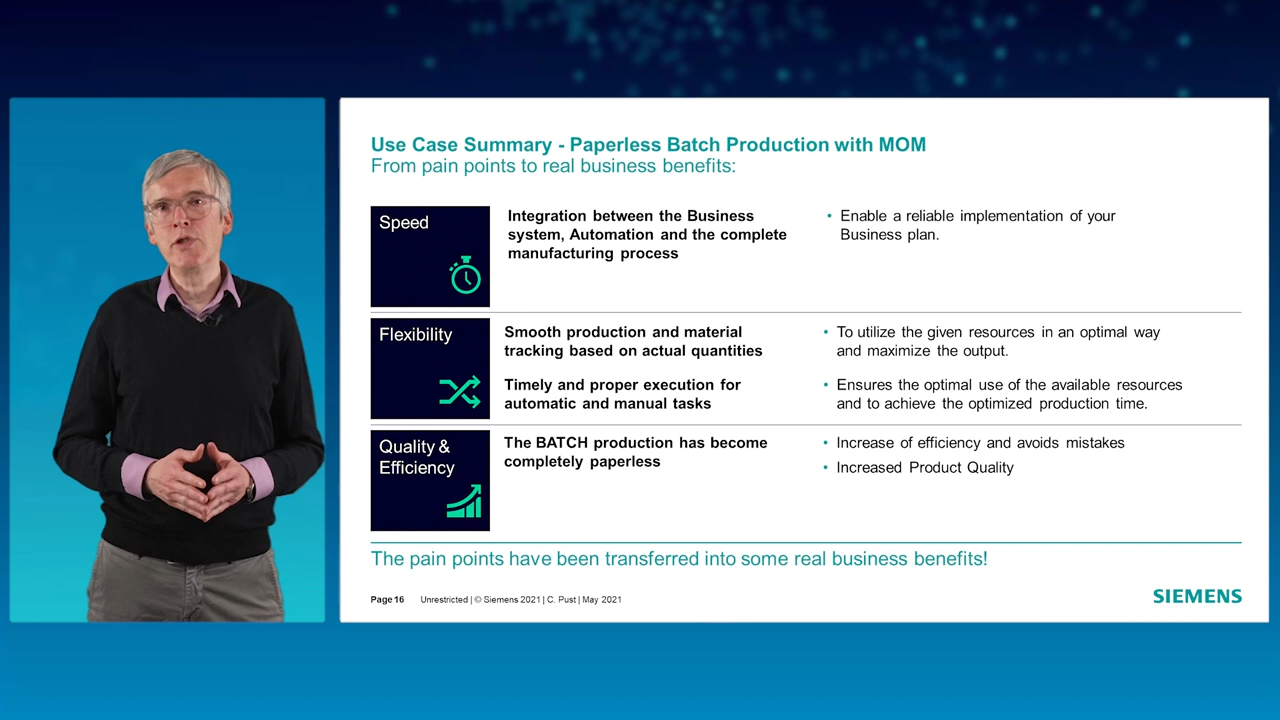 Use Case Summary - Paperless Batch Production with MOM
From pain points to real business benefits:
Speed
Integration between the Business
system, Automation and the complete
manufacturing process
• Enable a reliable implementation of your
Business plan.
Flexibility
Smooth production and material
tracking based on actual quantities
• To utilize the given resources in an optimal way
and maximize the output.
Timely and proper execution for
automatic and manual tasks
• Ensures the optimal use of the available resources
and to achieve the optimized production time.
Quality &
Efficiency
The BATCH production has become
completely paperless
• Increase of efficiency and avoids mistakes
• Increased Product Quality
The pain points have been transferred into some real business benefits!
Page 16 Unrestricted | © Siemens 2021 | C. Pust | May 2021
SIEMENS